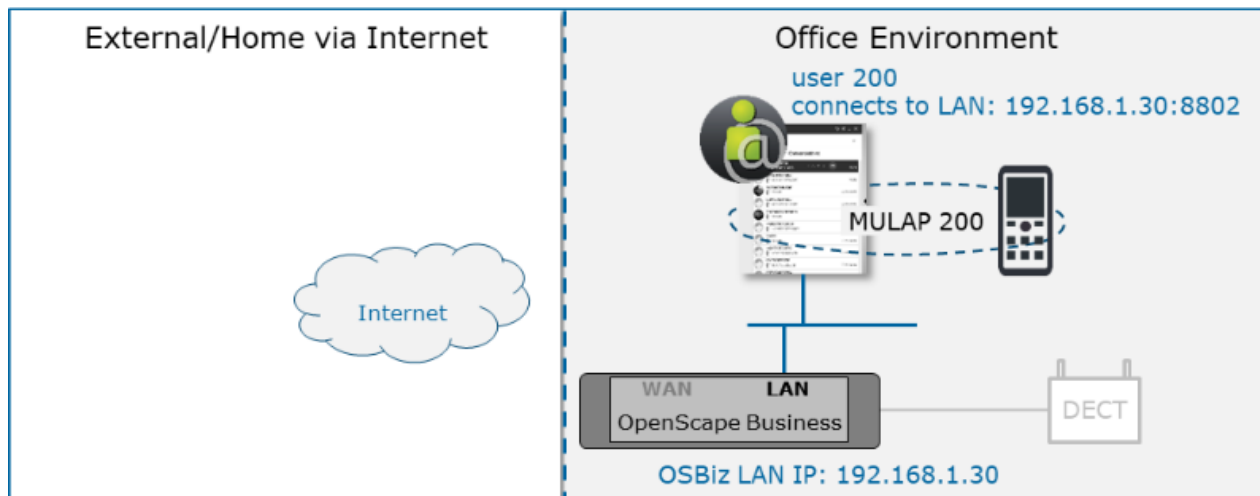 External/Home via Internet
Office Environment
user 200
connects to LAN: 192.168.1.30:8802
@
MULAP 200
Internet
WAN
LAN
OpenScape Business
DECT
OSBiz LAN IP: 192.168.1.30